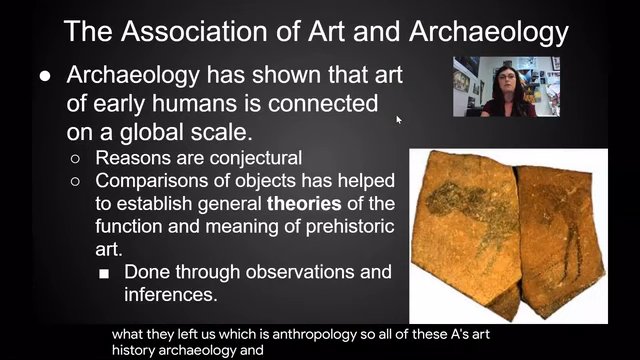 The Association of Art and Archaeology
● Archaeology has shown that art
of early humans is connected
on a global scale.
○ Reasons are conjectural
○ Comparisons of objects has helped
to establish general theories of the
function and meaning of prehistoric
art.
■ Done through observations and
inferences.
what they left us which is anthropology so all of these A's art
history archaeology and